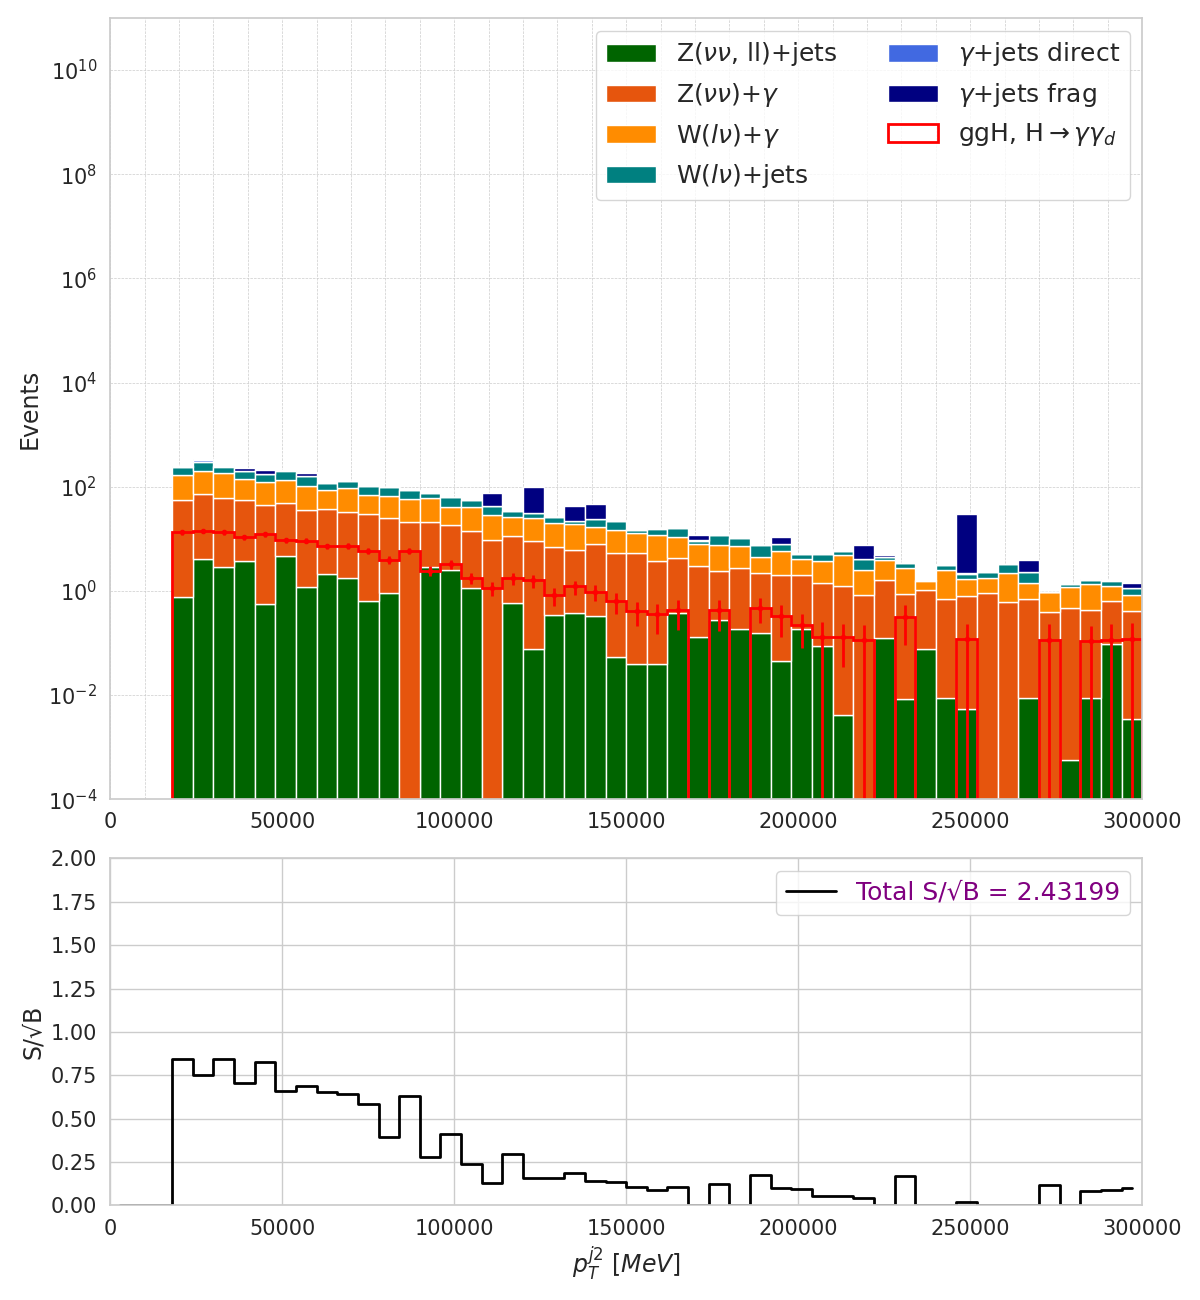 Z(νν, ll)+jets
Z(νν)+γ
W(lν)+γ
W(lν)+jets
γ+jets direct
γ+jets frag
ggH, H→γγ_d
Events
10^10
10^8
10^6
10^4
10^2
10^0
10^−2
10^−4
0 50000 100000 150000 200000 250000 300000
Total S/√B = 2.43199
S/√B
2.00
1.75
1.50
1.25
1.00
0.75
0.50
0.25
0.00
0 50000 100000 150000 200000 250000 300000
p_T^{j2} [MeV]